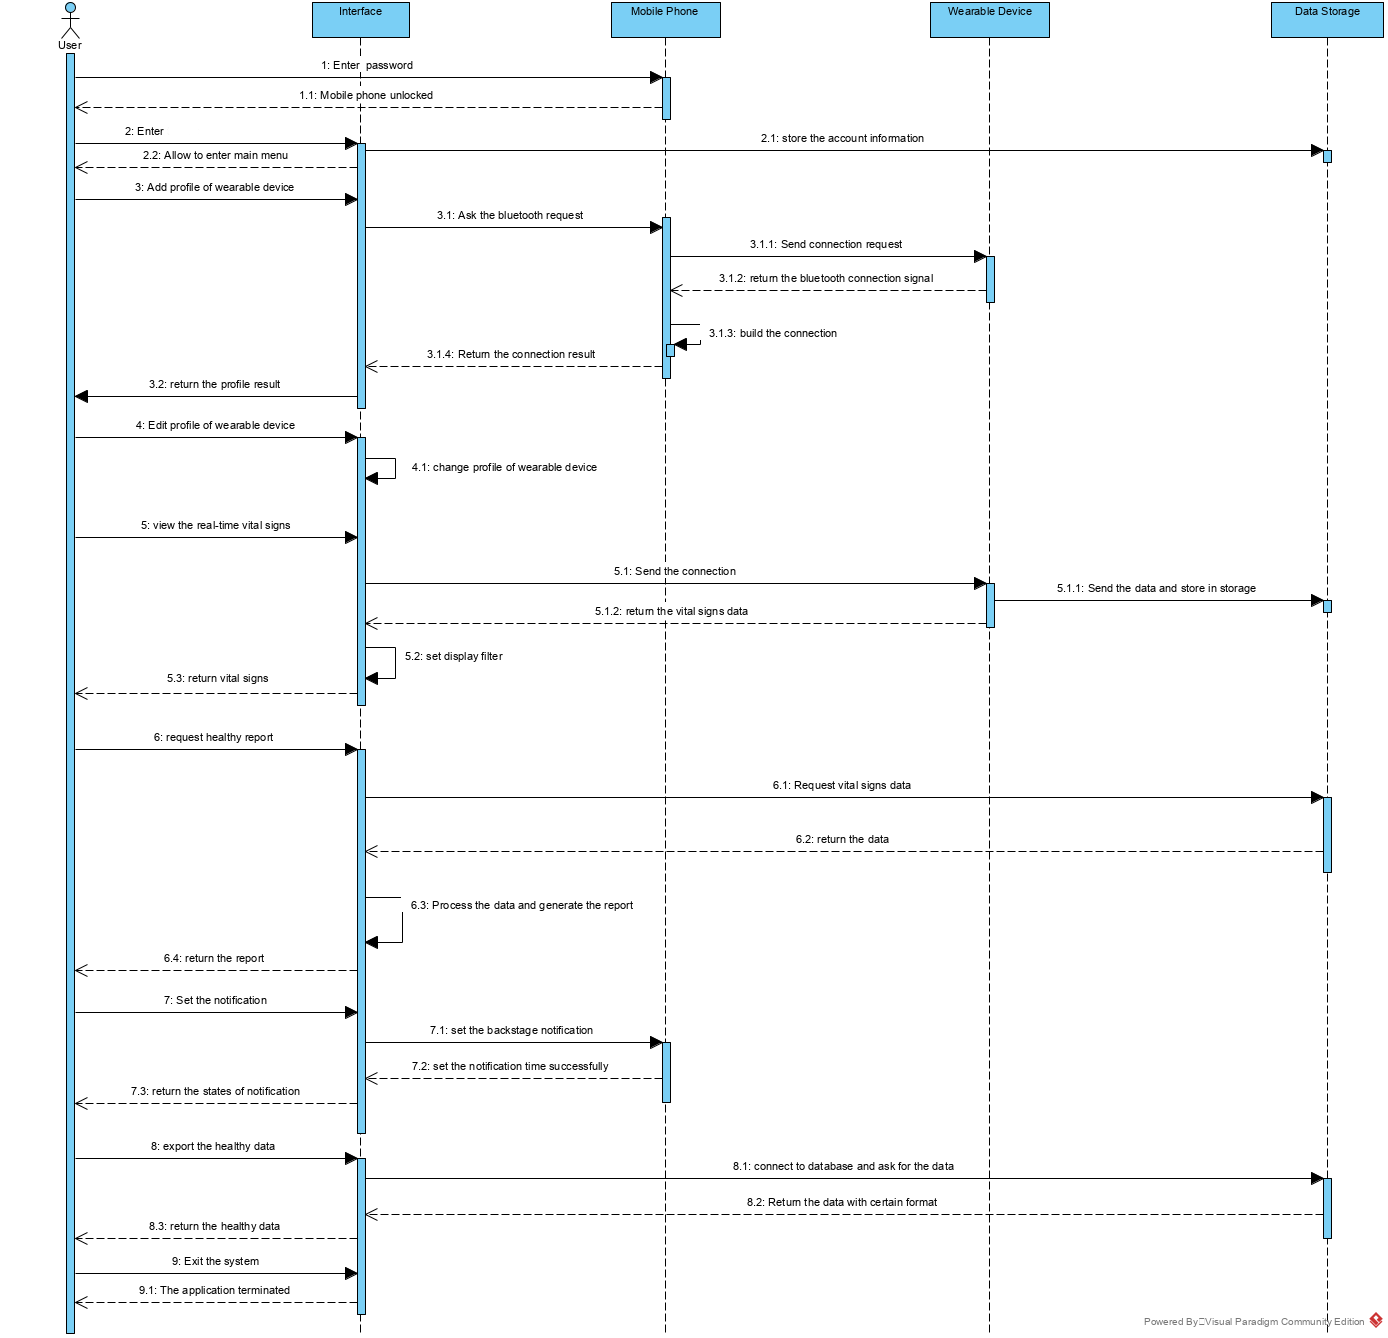 Interface
Mobile Phone
Wearable Device
Data Storage
User
1: Enter  password
1.1: Mobile phone unlocked
2: Enter
2.1: store the account information
2.2: Allow to enter main menu
3: Add profile of wearable device
3.1: Ask the bluetooth request
3.1.1: Send connection request
3.1.2: return the bluetooth connection signal
3.1.3: build the connection
3.1.4: Return the connection result
3.2: return the profile result
4: Edit profile of wearable device
4.1: change profile of wearable device
5: view the real-time vital signs
5.1: Send the connection
5.1.1: Send the data and store in storage
5.1.2: return the vital signs data
5.2: set display filter
5.3: return vital signs
6: request healthy report
6.1: Request vital signs data
6.2: return the data
6.3: Process the data and generate the report
6.4: return the report
7: Set the notification
7.1: set the backstage notification
7.2: set the notification time successfully
7.3: return the states of notification
8: export the healthy data
8.1: connect to database and ask for the data
8.2: Return the data with certain format
8.3: return the healthy data
9: Exit the system
9.1: The application terminated
Powered By Visual Paradigm Community Edition